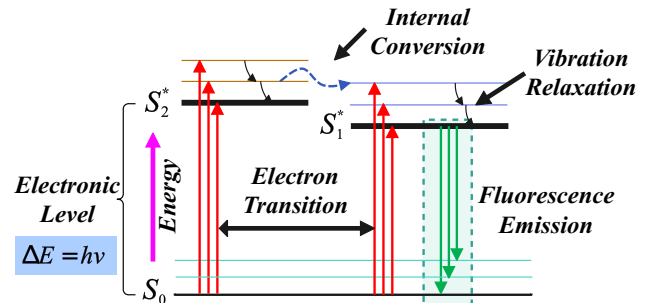 Internal
Conversion
Vibration
Relaxation
S₂*
S₁*
Electronic
Level
Energy
Electron
Transition
Fluorescence
Emission
ΔE = hν
S₀